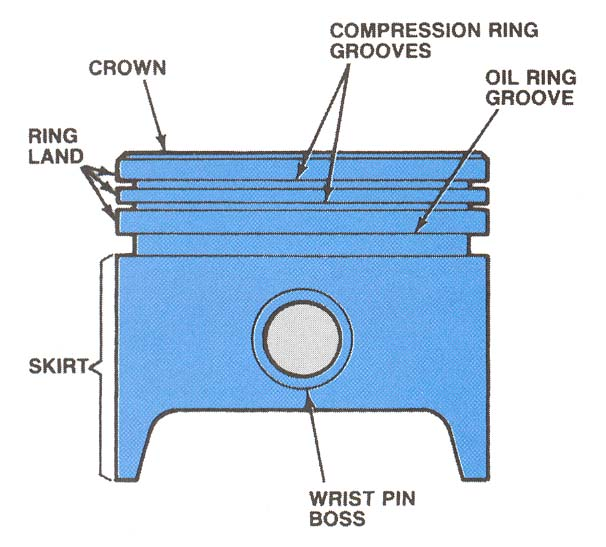 COMPRESSION RING
GROOVES
CROWN
OIL RING
GROOVE
RING
LAND
SKIRT
WRIST PIN
BOSS